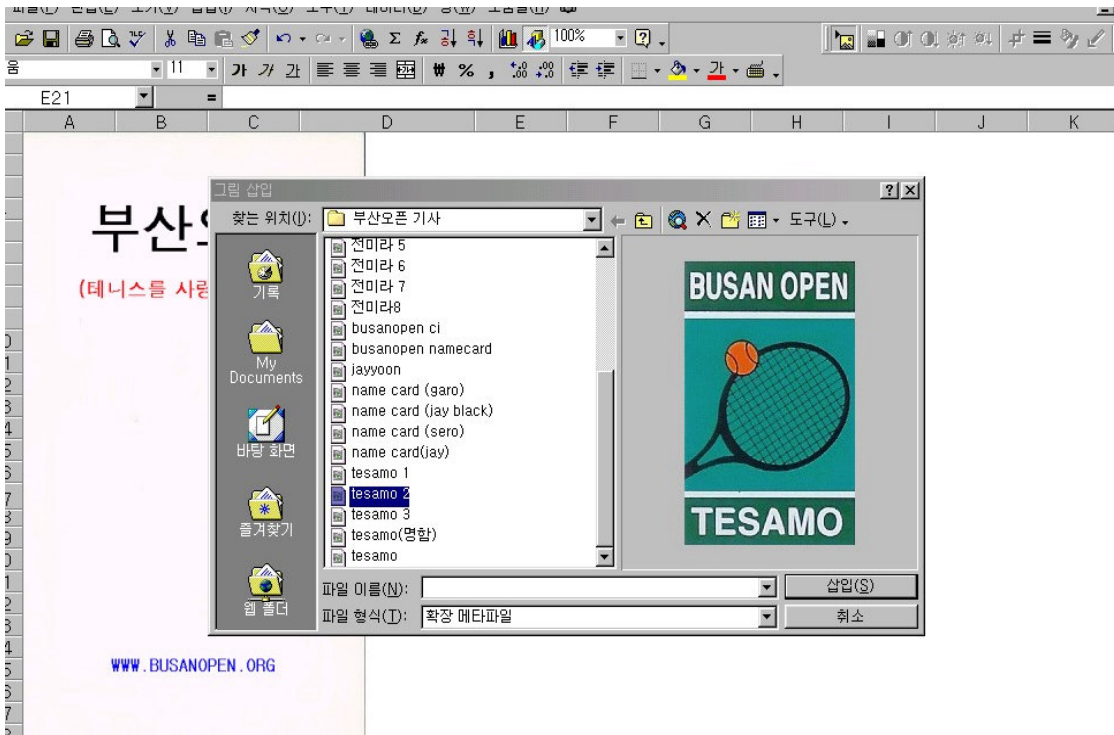 100%
11
가 가 가
₩ % ,
가
E21
=
A B C D E F G H I J K
부산
(테니스를 사랑
WWW.BUSANOPEN.ORG
그림 삽입
찾는 위치(I): 부산오픈 기사
도구(L)
기록
My Documents
바탕 화면
즐겨찾기
웹 폴더
전미라 5
전미라 6
전미라 7
전미라8
busanopen ci
busanopen namecard
jayyoon
name card (garo)
name card (jay black)
name card (sero)
name card(jay)
tesamo 1
tesamo 2
tesamo 3
tesamo(명함)
tesamo
BUSAN OPEN
TESAMO
파일 이름(N):
삽입(S)
파일 형식(T): 확장 메타파일
취소